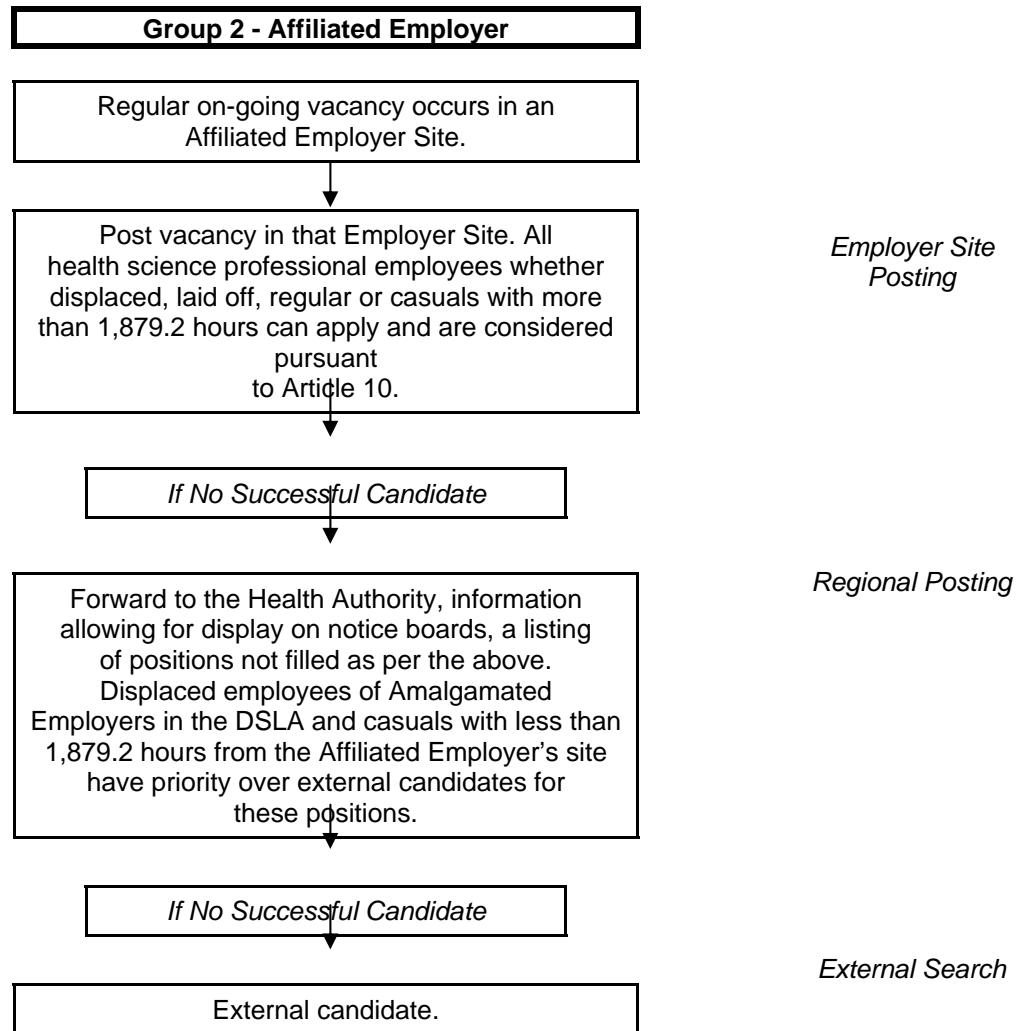 Group 2 - Affiliated Employer
Regular on-going vacancy occurs in an
Affiliated Employer Site.
Post vacancy in that Employer Site. All
health science professional employees whether
displaced, laid off, regular or casuals with more
than 1,879.2 hours can apply and are considered
pursuant
to Article 10.
Employer Site
Posting
If No Successful Candidate
Forward to the Health Authority, information
allowing for display on notice boards, a listing
of positions not filled as per the above.
Displaced employees of Amalgamated
Employers in the DSLA and casuals with less than
1,879.2 hours from the Affiliated Employer's site
have priority over external candidates for
these positions.
Regional Posting
If No Successful Candidate
External Search
External candidate.